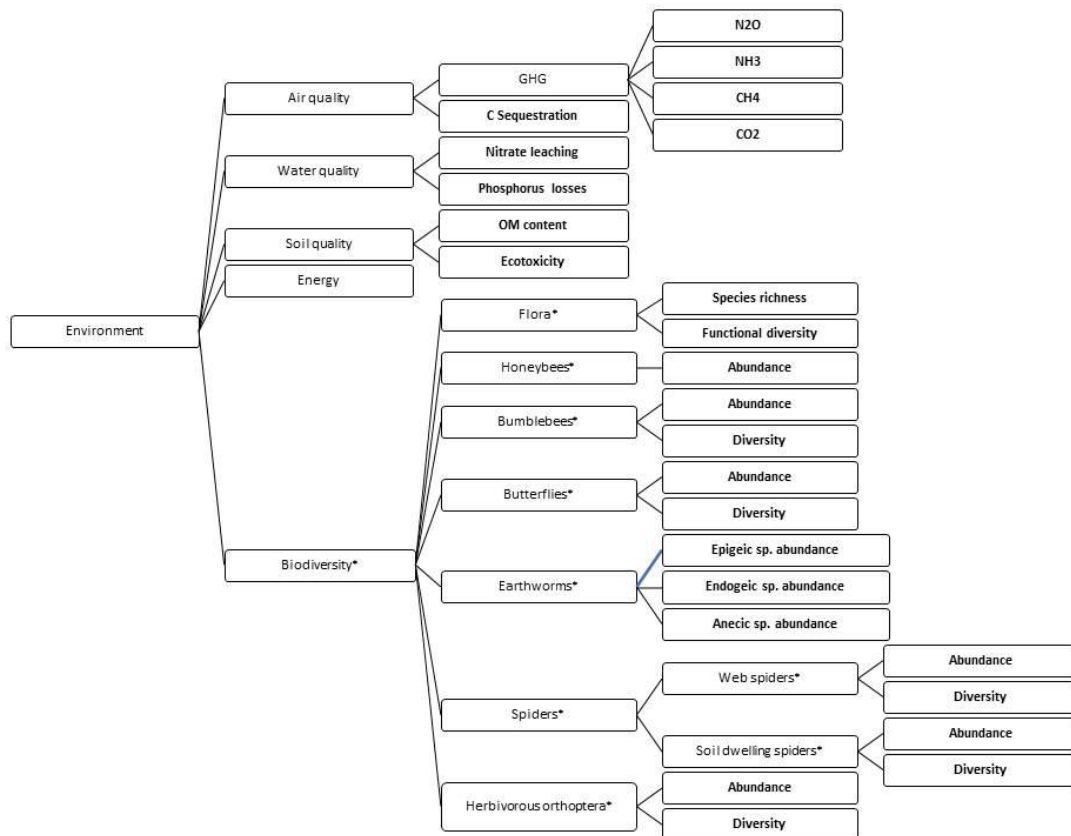 N2O
NH3
GHG
Air quality
CH4
C Sequestration
CO2
Nitrate leaching
Water quality
Phosphorus losses
OM content
Soil quality
Ecotoxicity
Energy
Species richness
Flora*
Environment
Functional diversity
Honeybees*
Abundance
Abundance
Bumblebees*
Diversity
Abundance
Butterflies*
Diversity
Epigeic sp. abundance
Biodiversity*
Earthworms*
Endogeic sp. abundance
Anecic sp. abundance
Abundance
Web spiders*
Diversity
Spiders*
Abundance
Soil dwelling spiders*
Diversity
Abundance
Herbivorous orthoptera*
Diversity